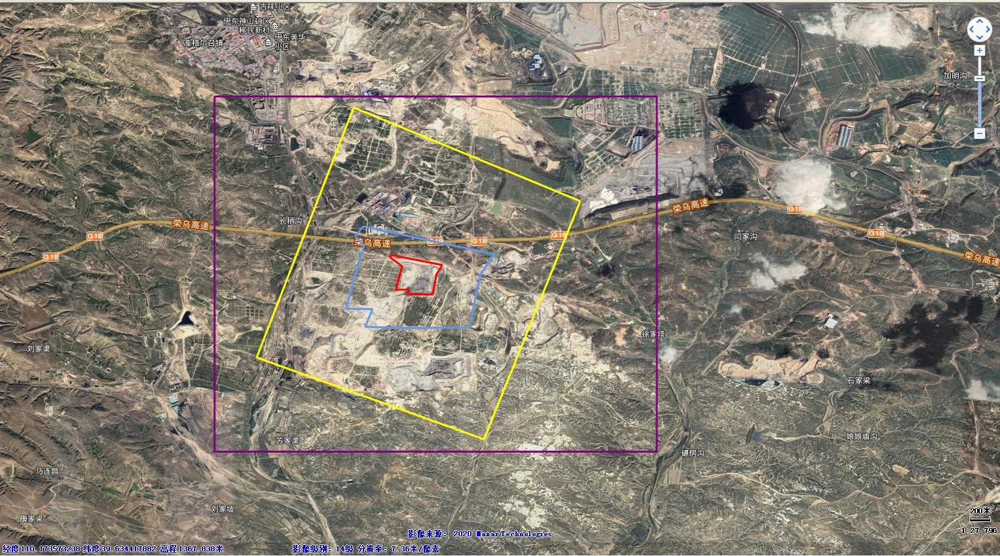 吉祥小区
伊东神山矿区
移民新村
伊东美华
小区
准格尔召镇
加明沟
长稍沟
荣乌高速
荣乌高速
G18
G18
闫家沟
G18
G18
荣乌高速
G18
G18
G18
荣乌高速
徐家塔
刘家渠
石家梁
苏家渠
娘娘庙沟
碾房沟
马连昌
刘家坡
康家梁
200米
1:27,796
影像来源: 2020 MaxarTechnologies
经度110.173573238 纬度39.634417882 高程1367.838米
影像级别: 14级 分辨率: 7.36米/像素